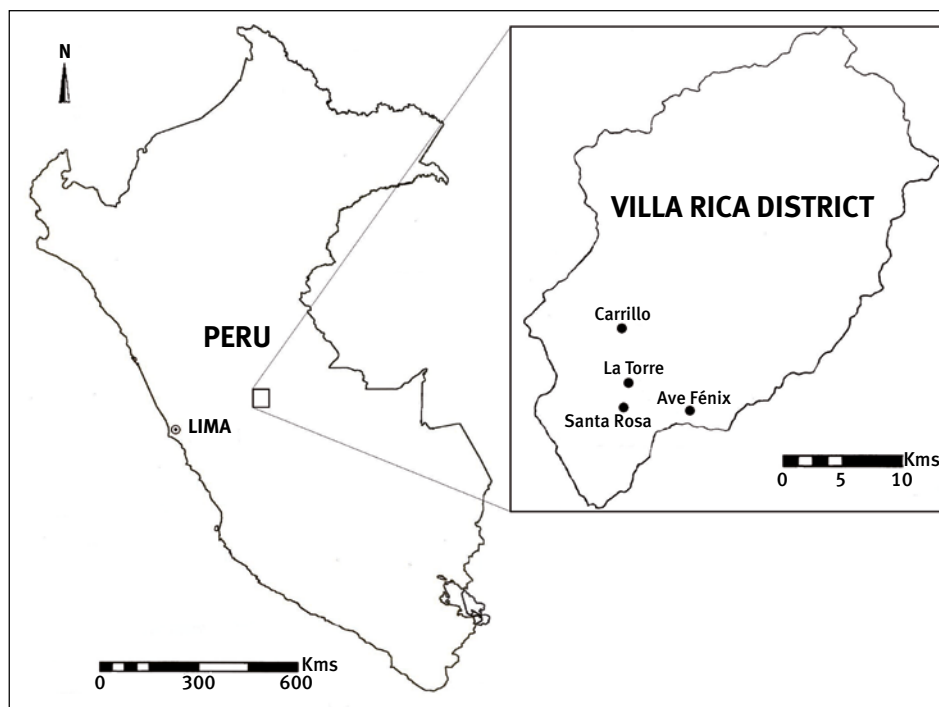 N
VILLA RICA DISTRICT
Carrillo
PERU
La Torre
Ave Fénix
Santa Rosa
LIMA
Kms
0 5 10
Kms
0 300 600